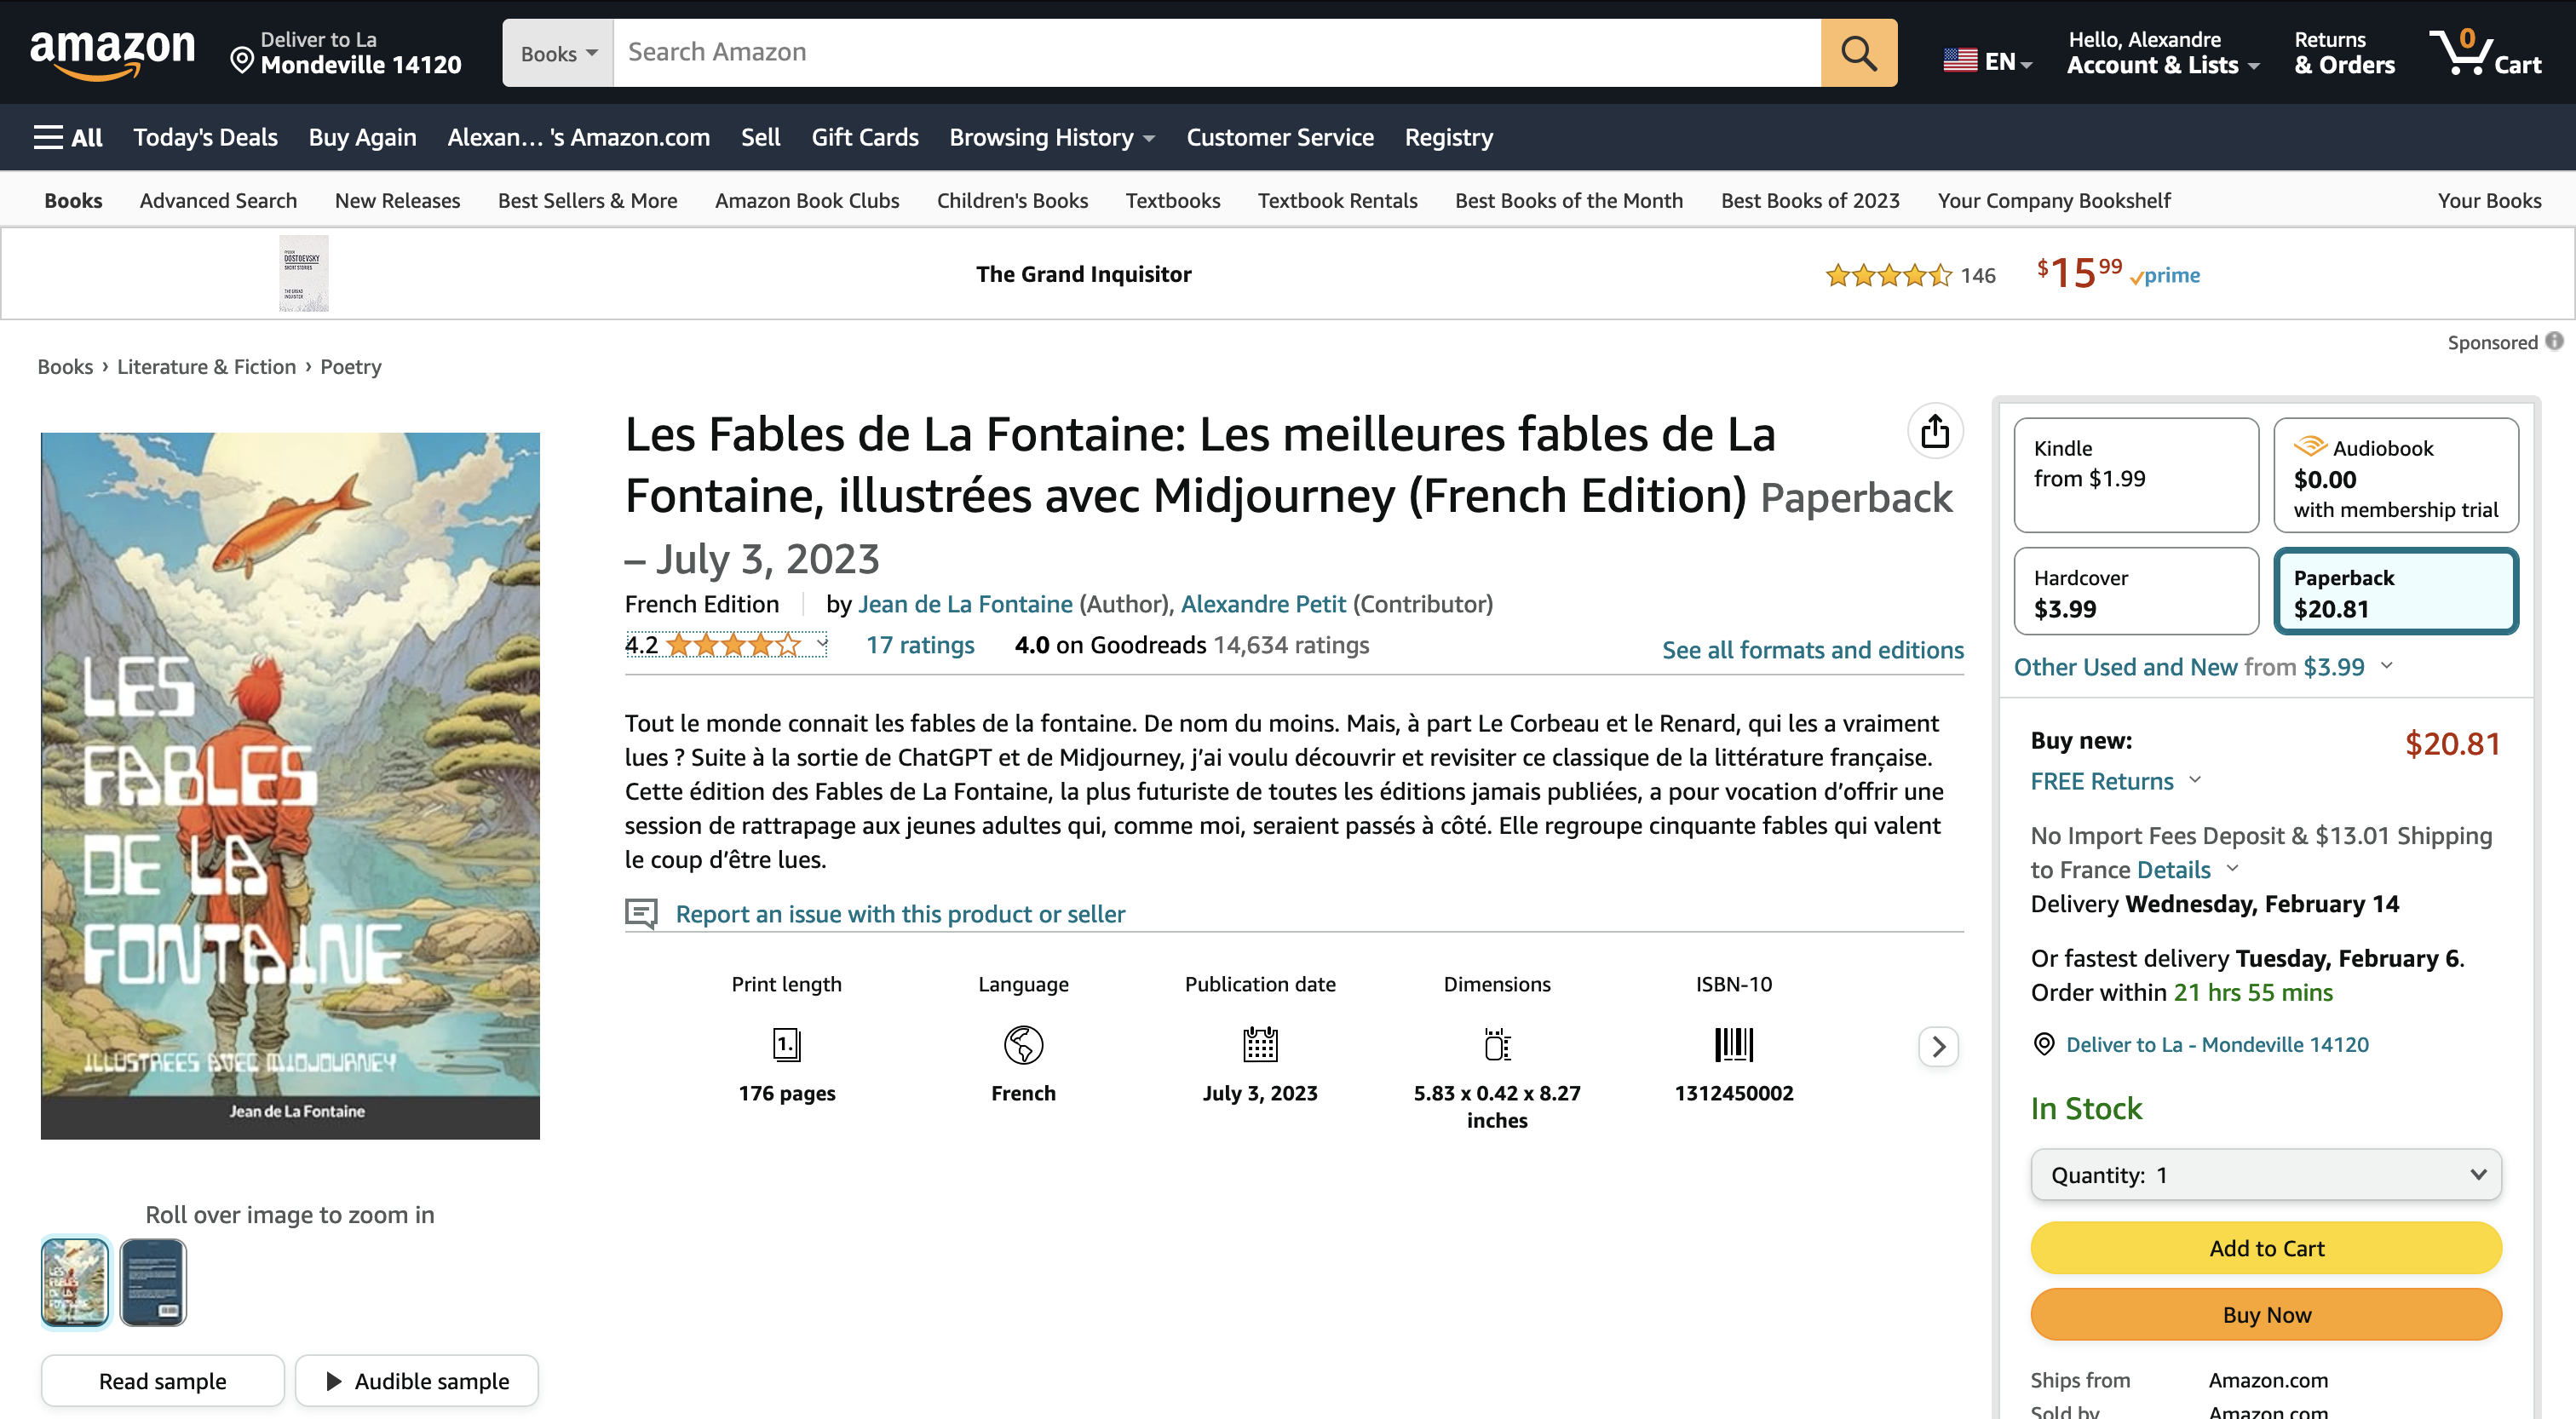 amazon
Deliver to La
Mondeville 14120
Books
Search Amazon
EN
Hello, Alexandre
Account & Lists
Returns
& Orders
0
Cart
All
Today's Deals
Buy Again
Alexan... 's Amazon.com
Sell
Gift Cards
Browsing History
Customer Service
Registry
Books
Advanced Search
New Releases
Best Sellers & More
Amazon Book Clubs
Children's Books
Textbooks
Textbook Rentals
Best Books of the Month
Best Books of 2023
Your Company Bookshelf
Your Books
DOSTOEVSKY
SHORT STORIES
The Grand Inquisitor
146
$15 99
prime
Sponsored
Books › Literature & Fiction › Poetry
LES
FABLES
DE LA
FONTAINE
ILLUSTREES AVEC MIDJOURNEY
Jean de La Fontaine
Roll over image to zoom in
LES
FABLES
DE LA
FONTAINE
Read sample
Audible sample
Les Fables de La Fontaine: Les meilleures fables de La
Fontaine, illustrées avec Midjourney (French Edition) Paperback
– July 3, 2023
French Edition
by Jean de La Fontaine (Author), Alexandre Petit (Contributor)
4.2
17 ratings
4.0 on Goodreads 14,634 ratings
See all formats and editions
Tout le monde connait les fables de la fontaine. De nom du moins. Mais, à part Le Corbeau et le Renard, qui les a vraiment
lues ? Suite à la sortie de ChatGPT et de Midjourney, j’ai voulu découvrir et revisiter ce classique de la littérature française.
Cette édition des Fables de La Fontaine, la plus futuriste de toutes les éditions jamais publiées, a pour vocation d’offrir une
session de rattrapage aux jeunes adultes qui, comme moi, seraient passés à côté. Elle regroupe cinquante fables qui valent
le coup d’être lues.
Report an issue with this product or seller
Print length
1.
176 pages
Language
French
Publication date
July 3, 2023
Dimensions
5.83 x 0.42 x 8.27
inches
ISBN-10
1312450002
Kindle
from $1.99
Audiobook
$0.00
with membership trial
Hardcover
$3.99
Paperback
$20.81
Other Used and New from $3.99
Buy new:
$20.81
FREE Returns
No Import Fees Deposit & $13.01 Shipping
to France Details
Delivery Wednesday, February 14
Or fastest delivery Tuesday, February 6.
Order within 21 hrs 55 mins
Deliver to La - Mondeville 14120
In Stock
Quantity: 1
Add to Cart
Buy Now
Ships from
Amazon.com
Sold by
Amazon.com